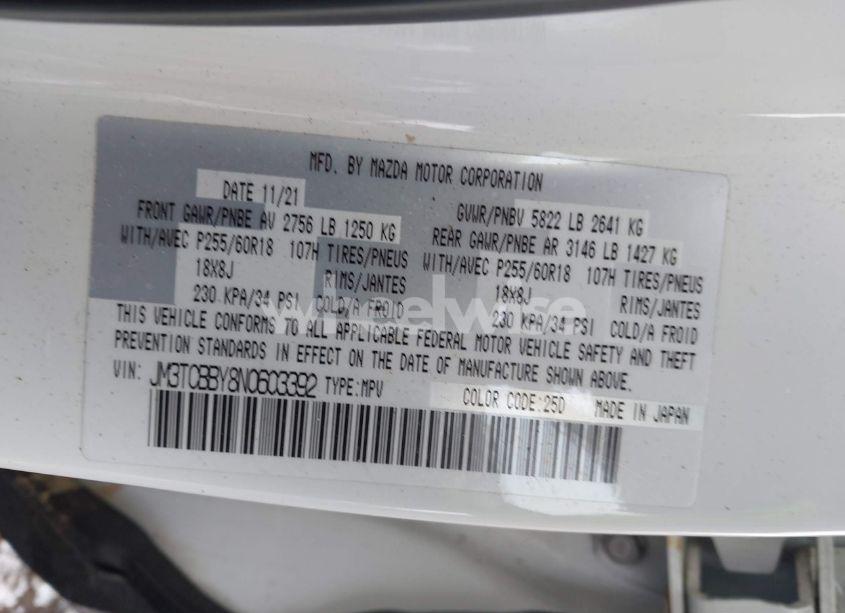 MFD. BY MAZDA MOTOR CORPORATION
DATE 11/21 GVWR/PNBV 5822 LB 2641 KG
FRONT GAWR/PNBE AV 2756 LB 1250 KG REAR GAWR/PNBE AR 3146 LB 1427 KG
WITH/AVEC P255/60R18 107H TIRES/PNEUS WITH/AVEC P255/60R18 107H TIRES/PNEUS
18X8J RIMS/JANTES 18X8J RIMS/JANTES
230 KPA/34 PSI COLD/A FROID 230 KPA/34 PSI COLD/A FROID
wheelwise
THIS VEHICLE CONFORMS TO ALL APPLICABLE FEDERAL MOTOR VEHICLE SAFETY AND THEFT
PREVENTION STANDARDS IN EFFECT ON THE DATE OF MANUFACTURE SHOWN ABOVE.
VIN: JM3TCBBY8N0603392 TYPE:MPV COLOR CODE:25D MADE IN JAPAN